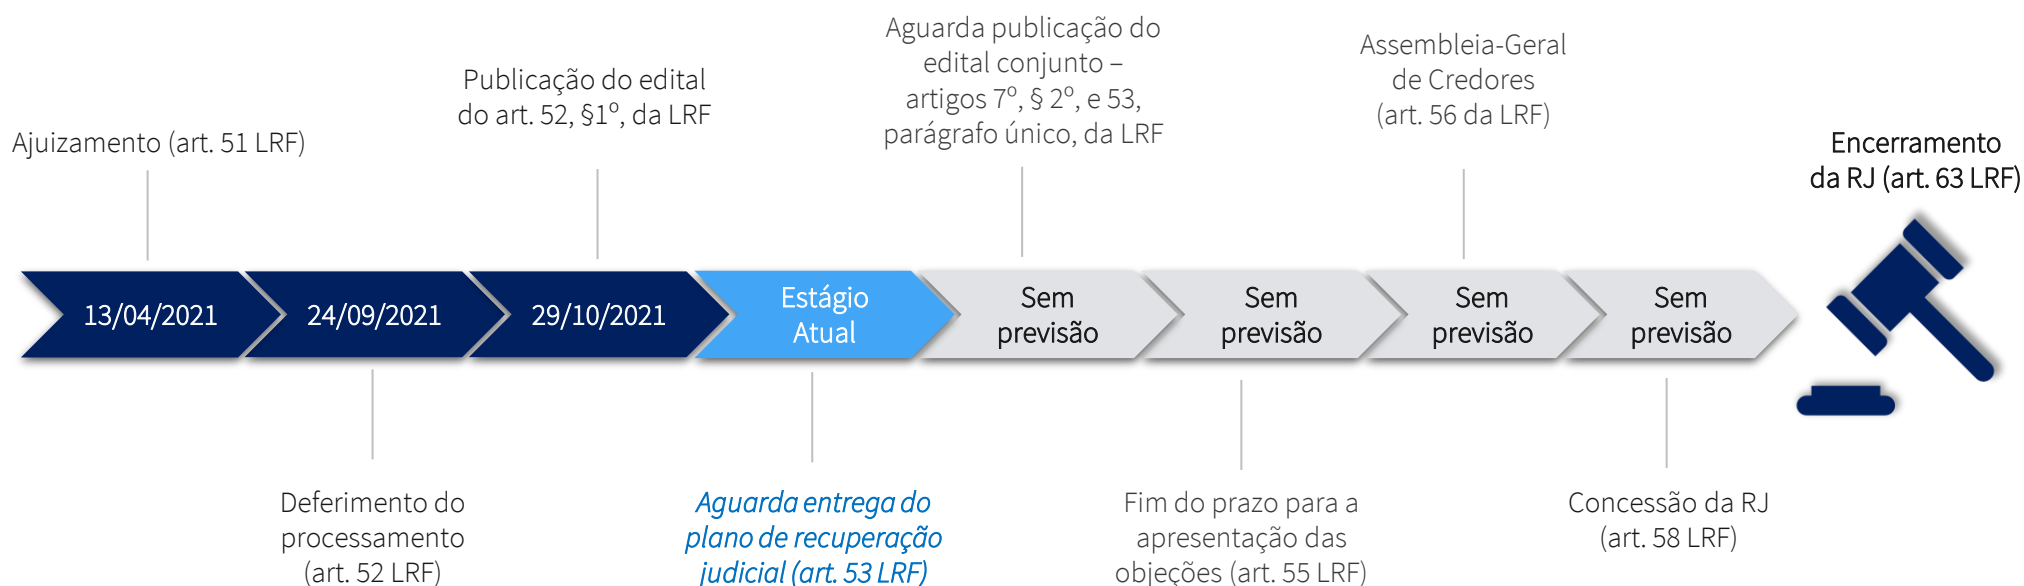 Ajuizamento (art. 51 LRF)
Publicação do edital
do art. 52, §1º, da LRF
Aguarda publicação do
edital conjunto –
artigos 7º, § 2º, e 53,
parágrafo único, da LRF
Assembleia-Geral
de Credores
(art. 56 da LRF)
Encerramento
da RJ (art. 63 LRF)
13/04/2021
24/09/2021
29/10/2021
Estágio
Atual
Sem
previsão
Sem
previsão
Sem
previsão
Sem
previsão
Deferimento do
processamento
(art. 52 LRF)
Aguarda entrega do
plano de recuperação
judicial (art. 53 LRF)
Fim do prazo para a
apresentação das
objeções (art. 55 LRF)
Concessão da RJ
(art. 58 LRF)